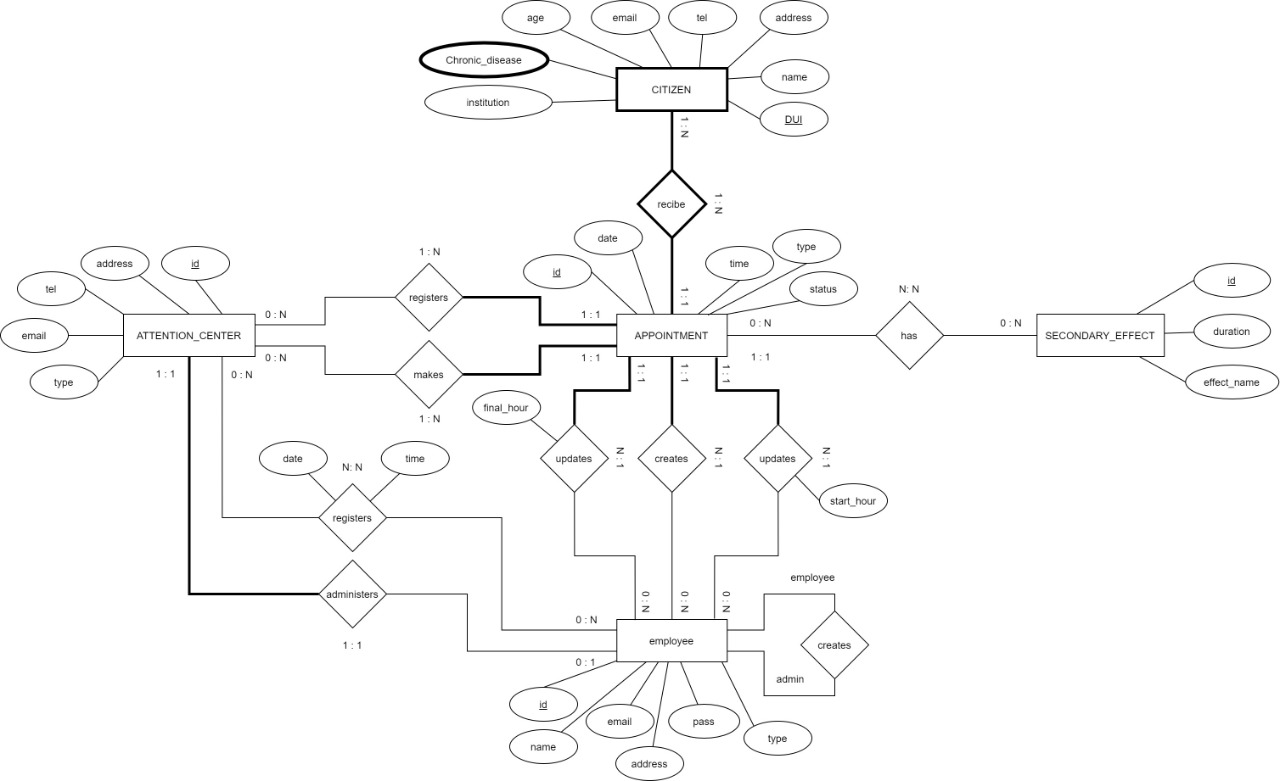 age
email
tel
address
Chronic_disease
CITIZEN
name
institution
DUI
1 : N
recibe
1 : N
date
type
1 : N
time
id
address
id
tel
registers
status
1 : 1
N: N
id
0 : N
1 : 1
0 : N
0 : N
email
ATTENTION_CENTER
APPOINTMENT
has
SECONDARY_EFFECT
duration
0 : N
1 : 1
1 : 1
type
1 : 1
0 : N
makes
1 : 1
1 : 1
1 : 1
effect_name
1 : N
final_hour
date
time
N: N
updates
N : 1
creates
N : 1
updates
N : 1
registers
start_hour
administers
employee
0 : N
0 : N
0 : N
0 : N
1 : 1
employee
creates
0 : 1
admin
id
email
pass
name
type
address